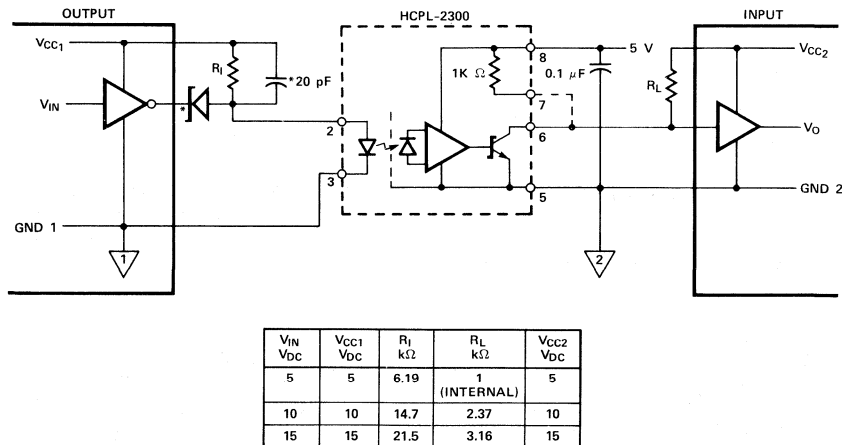 OUTPUT
HCPL-2300
INPUT
VCC1
RI
*20 pF
VIN
*
GND 1
1
2
3
1K Ω
8
7
6
5
0.1 μF
5 V
2
RL
VCC2
VO
GND 2
VIN VDC | VCC1 VDC | RI kΩ | RL kΩ | VCC2 VDC
5 | 5 | 6.19 | 1 (INTERNAL) | 5
10 | 10 | 14.7 | 2.37 | 10
15 | 15 | 21.5 | 3.16 | 15